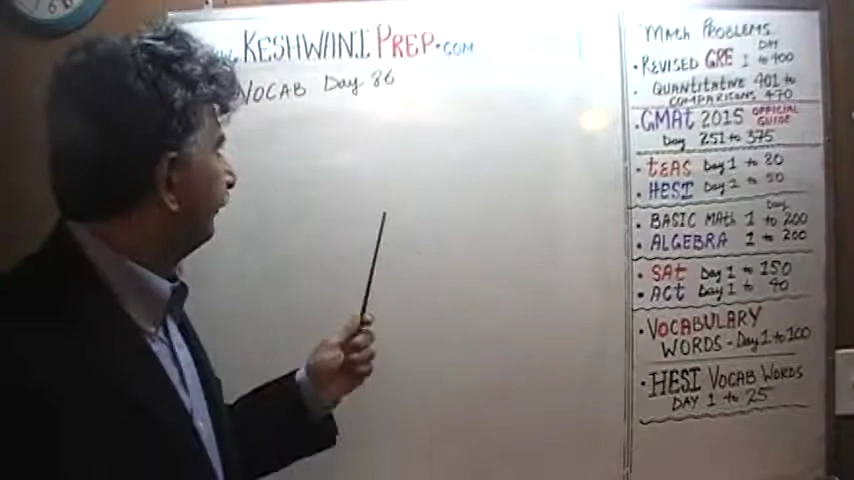 KESHWANI PREP.COM
VOCAB Day 86
MATH PROBLEMS
DAY
• REVISED GRE 1 to 400
• QUANTITATIVE 401 to
COMPARISONS 470
• GMAT 2015 OFFICIAL GUIDE
Day 251 to 375
• TEAS Day 1 to 80
• HESI Day 1 to 50
Day
• BASIC MATH 1 to 200
• ALGEBRA 1 to 200
• SAT Day 1 to 150
• ACT Day 1 to 40
• VOCABULARY
WORDS - Day 1 to 100
• HESI VOCAB WORDS
DAY 1 to 25